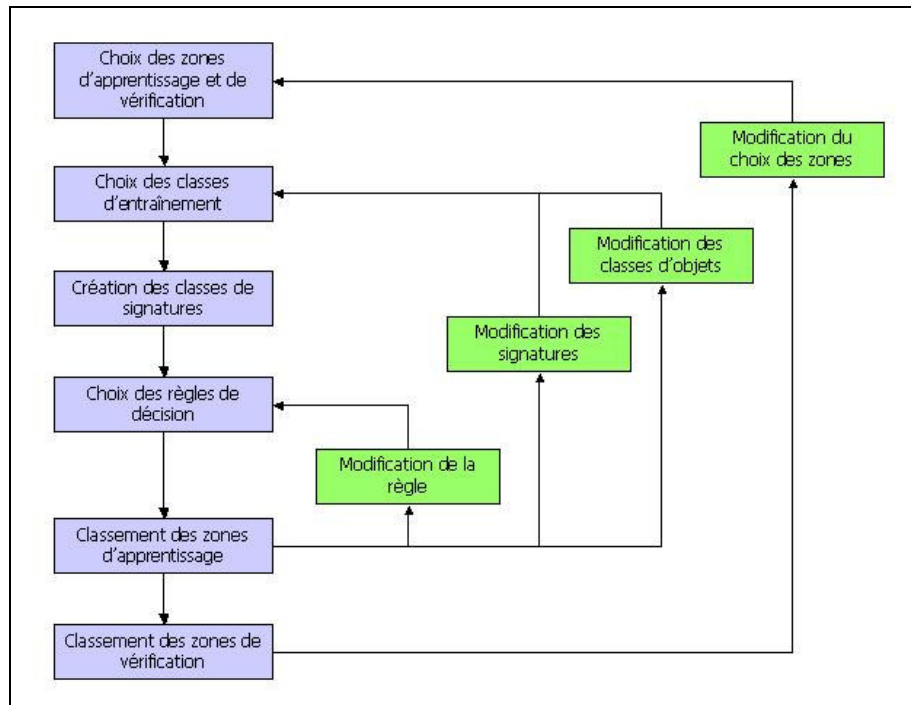 Choix des zones
d'apprentissage et de
vérification
Modification du
choix des zones
Choix des classes
d'entraînement
Modification des
classes d'objets
Création des classes de
signatures
Modification des
signatures
Choix des règles de
décision
Modification de la
règle
Classement des zones
d'apprentissage
Classement des zones de
vérification